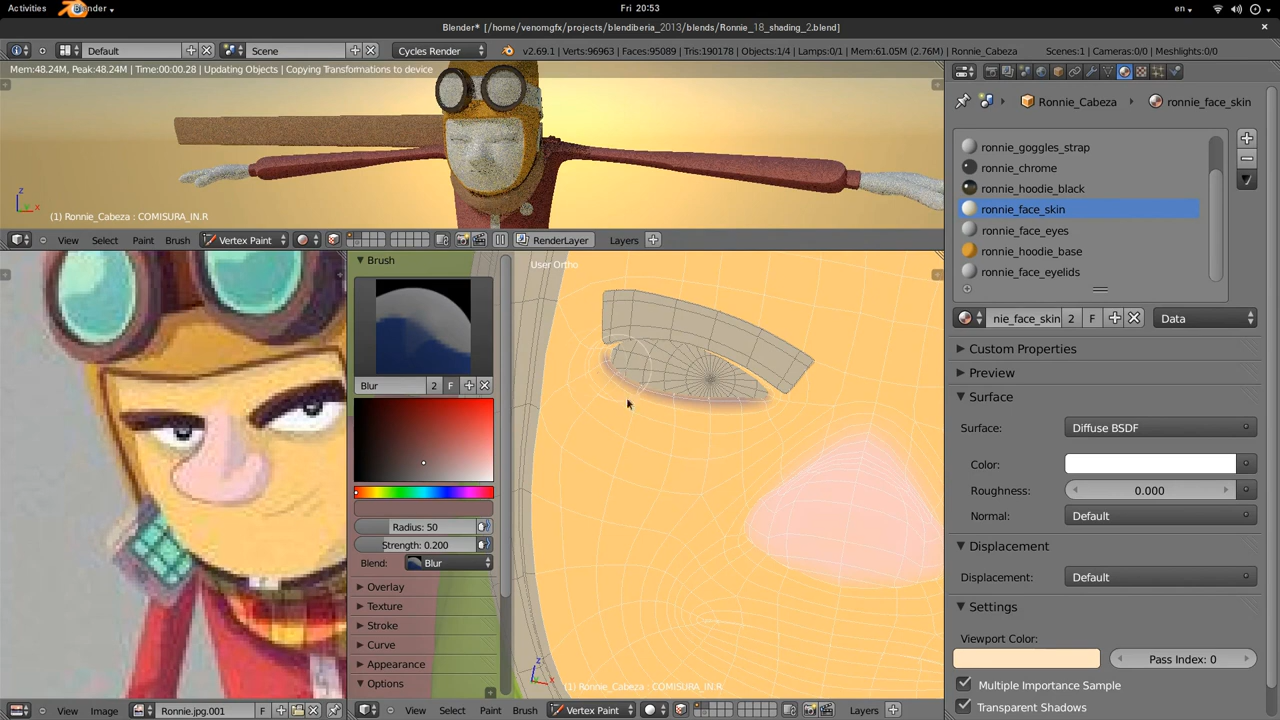 Activities Blender Fri 20:53 en
Blender* [/home/venomgfx/projects/blendiberia_2013/blends/Ronnie_18_shading_2.blend]
Default Scene Cycles Render v2.69.1 | Verts:96963 | Faces:95089 | Tris:190178 | Objects:1/4 | Lamps:0/1 | Mem:61.05M (2.76M) | Ronnie_Cabeza Scenes:1 | Cameras:0/0 | Meshlights:0/0
Mem:48.24M, Peak:48.24M | Time:00:00.28 | Updating Objects | Copying Transformations to device
Ronnie_Cabeza ronnie_face_skin
ronnie_goggles_strap
ronnie_chrome
ronnie_hoodie_black
ronnie_face_skin
ronnie_face_eyes
ronnie_hoodie_base
ronnie_face_eyelids
z
x
(1) Ronnie_Cabeza : COMISURA_IN.R
View Select Paint Brush Vertex Paint RenderLayer Layers
Brush
User Ortho
Blur 2 F
Radius: 50
Strength: 0.200
Blend: Blur
Overlay
Texture
Stroke
Curve
Appearance
Options
nie_face_skin 2 F Data
Custom Properties
Preview
Surface
Surface: Diffuse BSDF
Color:
Roughness: 0.000
Normal: Default
Displacement
Displacement: Default
Settings
Viewport Color:
Pass Index: 0
Multiple Importance Sample
Transparent Shadows
z
x
(1) Ronnie_Cabeza : COMISURA_IN.R
View Image Ronnie.jpg.001 F View Select Paint Brush Vertex Paint Layers